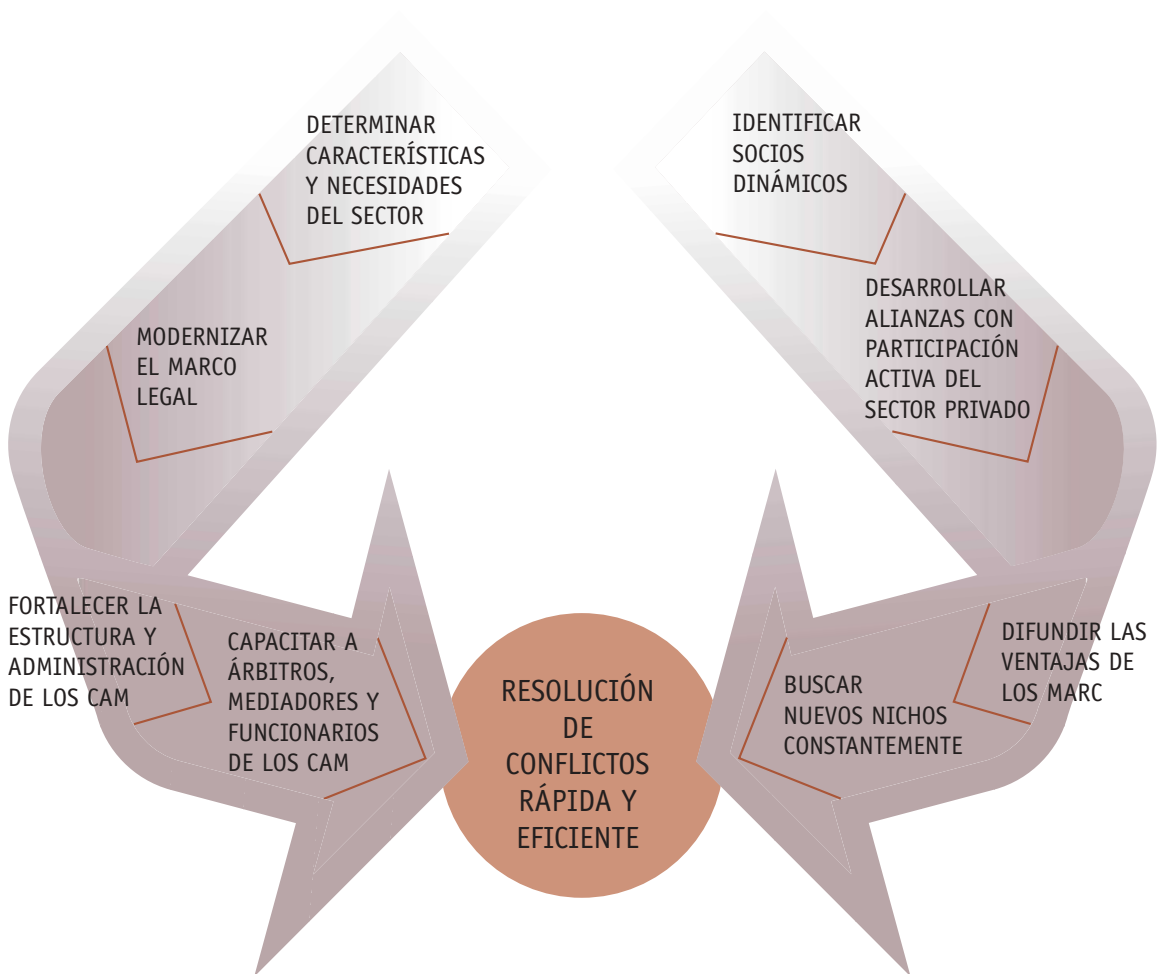 DETERMINAR
CARACTERÍSTICAS
Y NECESIDADES
DEL SECTOR
MODERNIZAR
EL MARCO
LEGAL
FORTALECER LA
ESTRUCTURA Y
ADMINISTRACIÓN
DE LOS CAM
CAPACITAR A
ÁRBITROS,
MEDIADORES Y
FUNCIONARIOS
DE LOS CAM
RESOLUCIÓN
DE
CONFLICTOS
RÁPIDA Y
EFICIENTE
IDENTIFICAR
SOCIOS
DINÁMICOS
DESARROLLAR
ALIANZAS CON
PARTICIPACIÓN
ACTIVA DEL
SECTOR PRIVADO
DIFUNDIR LAS
VENTAJAS DE
LOS MARC
BUSCAR
NUEVOS NICHOS
CONSTANTEMENTE